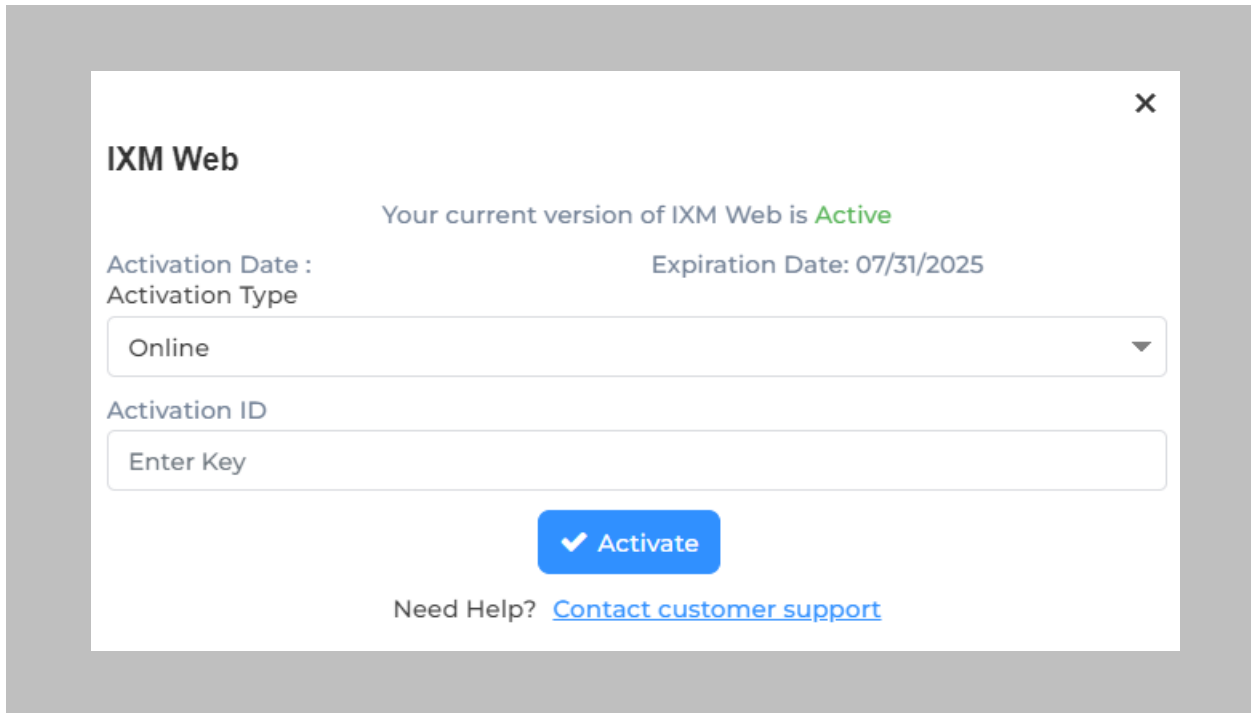 IXM Web
Your current version of IXM Web is Active
Activation Date : Expiration Date: 07/31/2025
Activation Type
Online
Activation ID
Enter Key
Activate
Need Help? Contact customer support